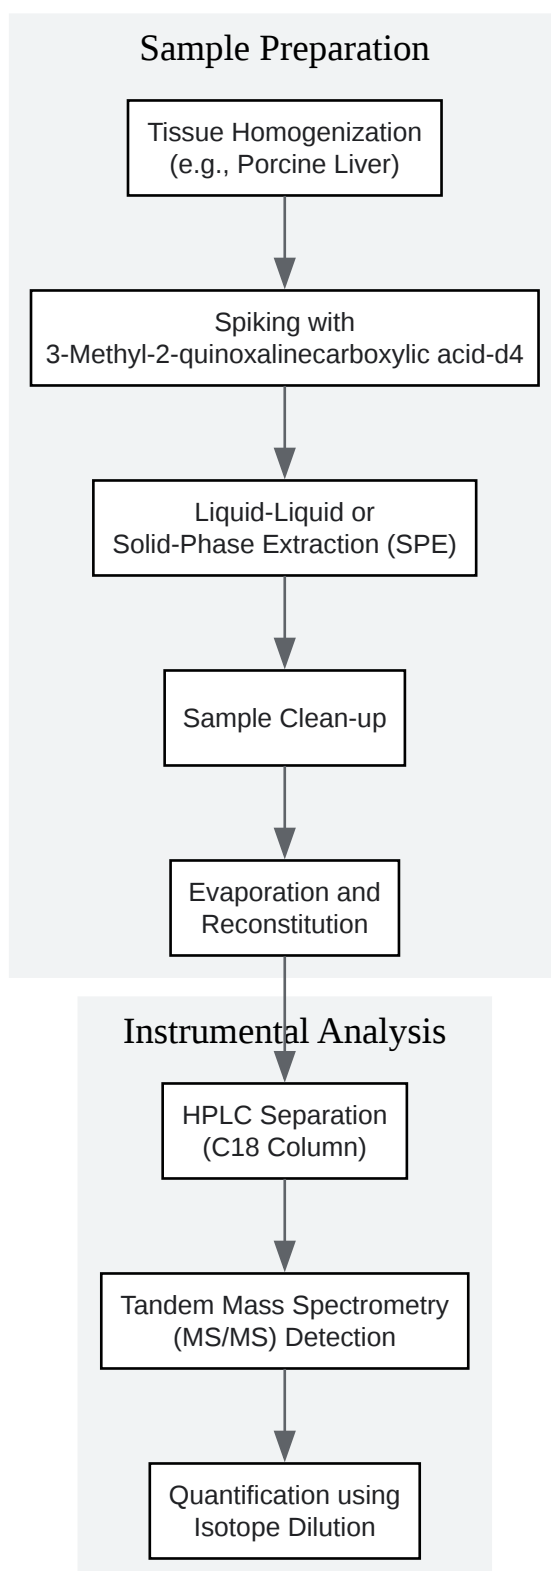 Sample Preparation
Tissue Homogenization
(e.g., Porcine Liver)
Spiking with
3-Methyl-2-quinoxalinecarboxylic acid-d4
Liquid-Liquid or
Solid-Phase Extraction (SPE)
Sample Clean-up
Evaporation and
Reconstitution
Instrumental Analysis
HPLC Separation
(C18 Column)
Tandem Mass Spectrometry
(MS/MS) Detection
Quantification using
Isotope Dilution